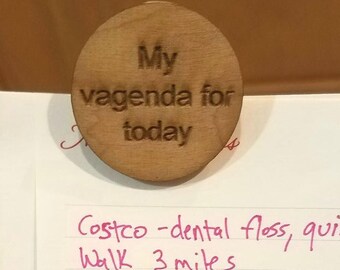 My
vagenda for
today
Costco - dental floss,
Walk 3 miles